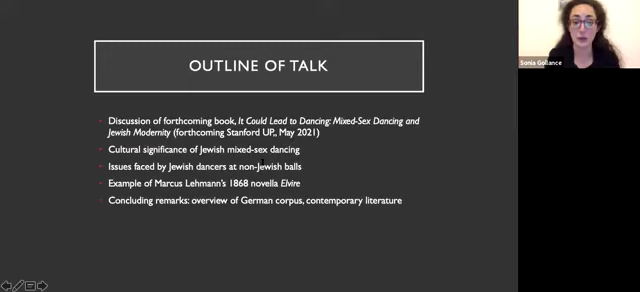 OUTLINE OF TALK
Discussion of forthcoming book, It Could Lead to Dancing: Mixed-Sex Dancing and
Jewish Modernity (forthcoming Stanford UP,, May 2021)
Cultural significance of Jewish mixed-sex dancing
Issues faced by Jewish dancers at non-Jewish balls
Example of Marcus Lehmann's 1868 novella Elvire
Concluding remarks: overview of German corpus, contemporary literature
Sonia Gollance